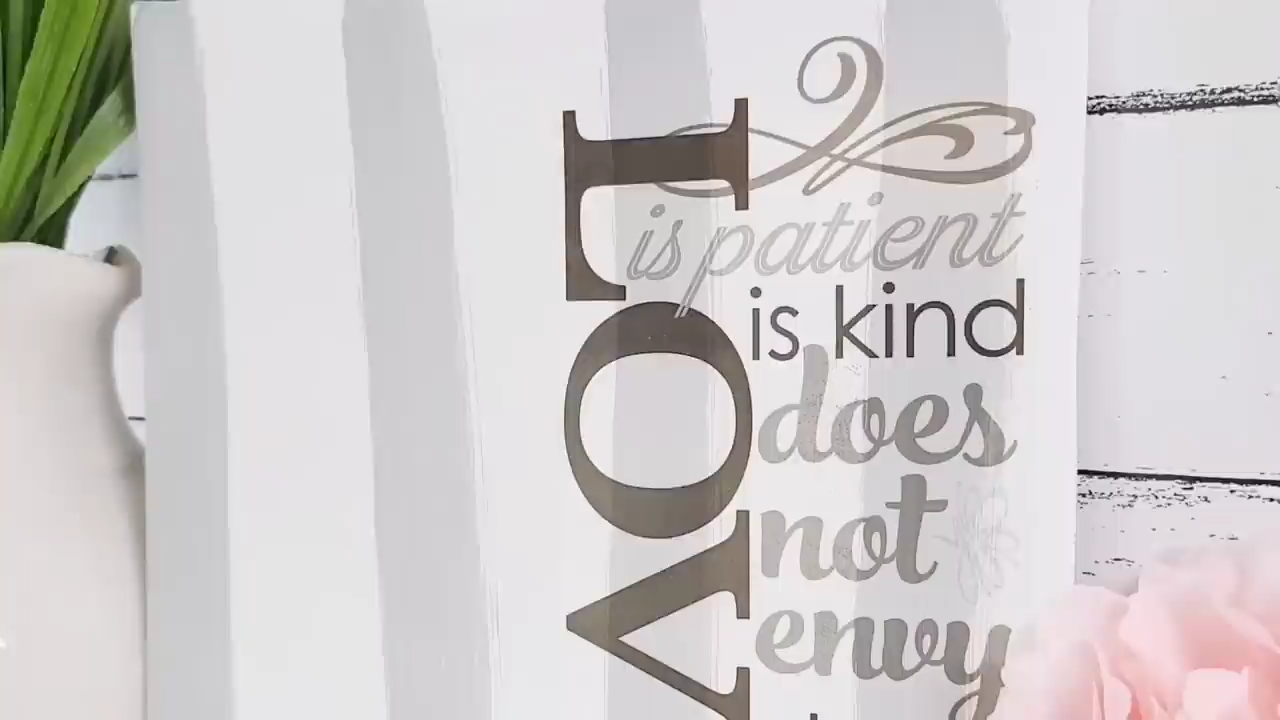 LOV
is patient
is kind
does
not
envy